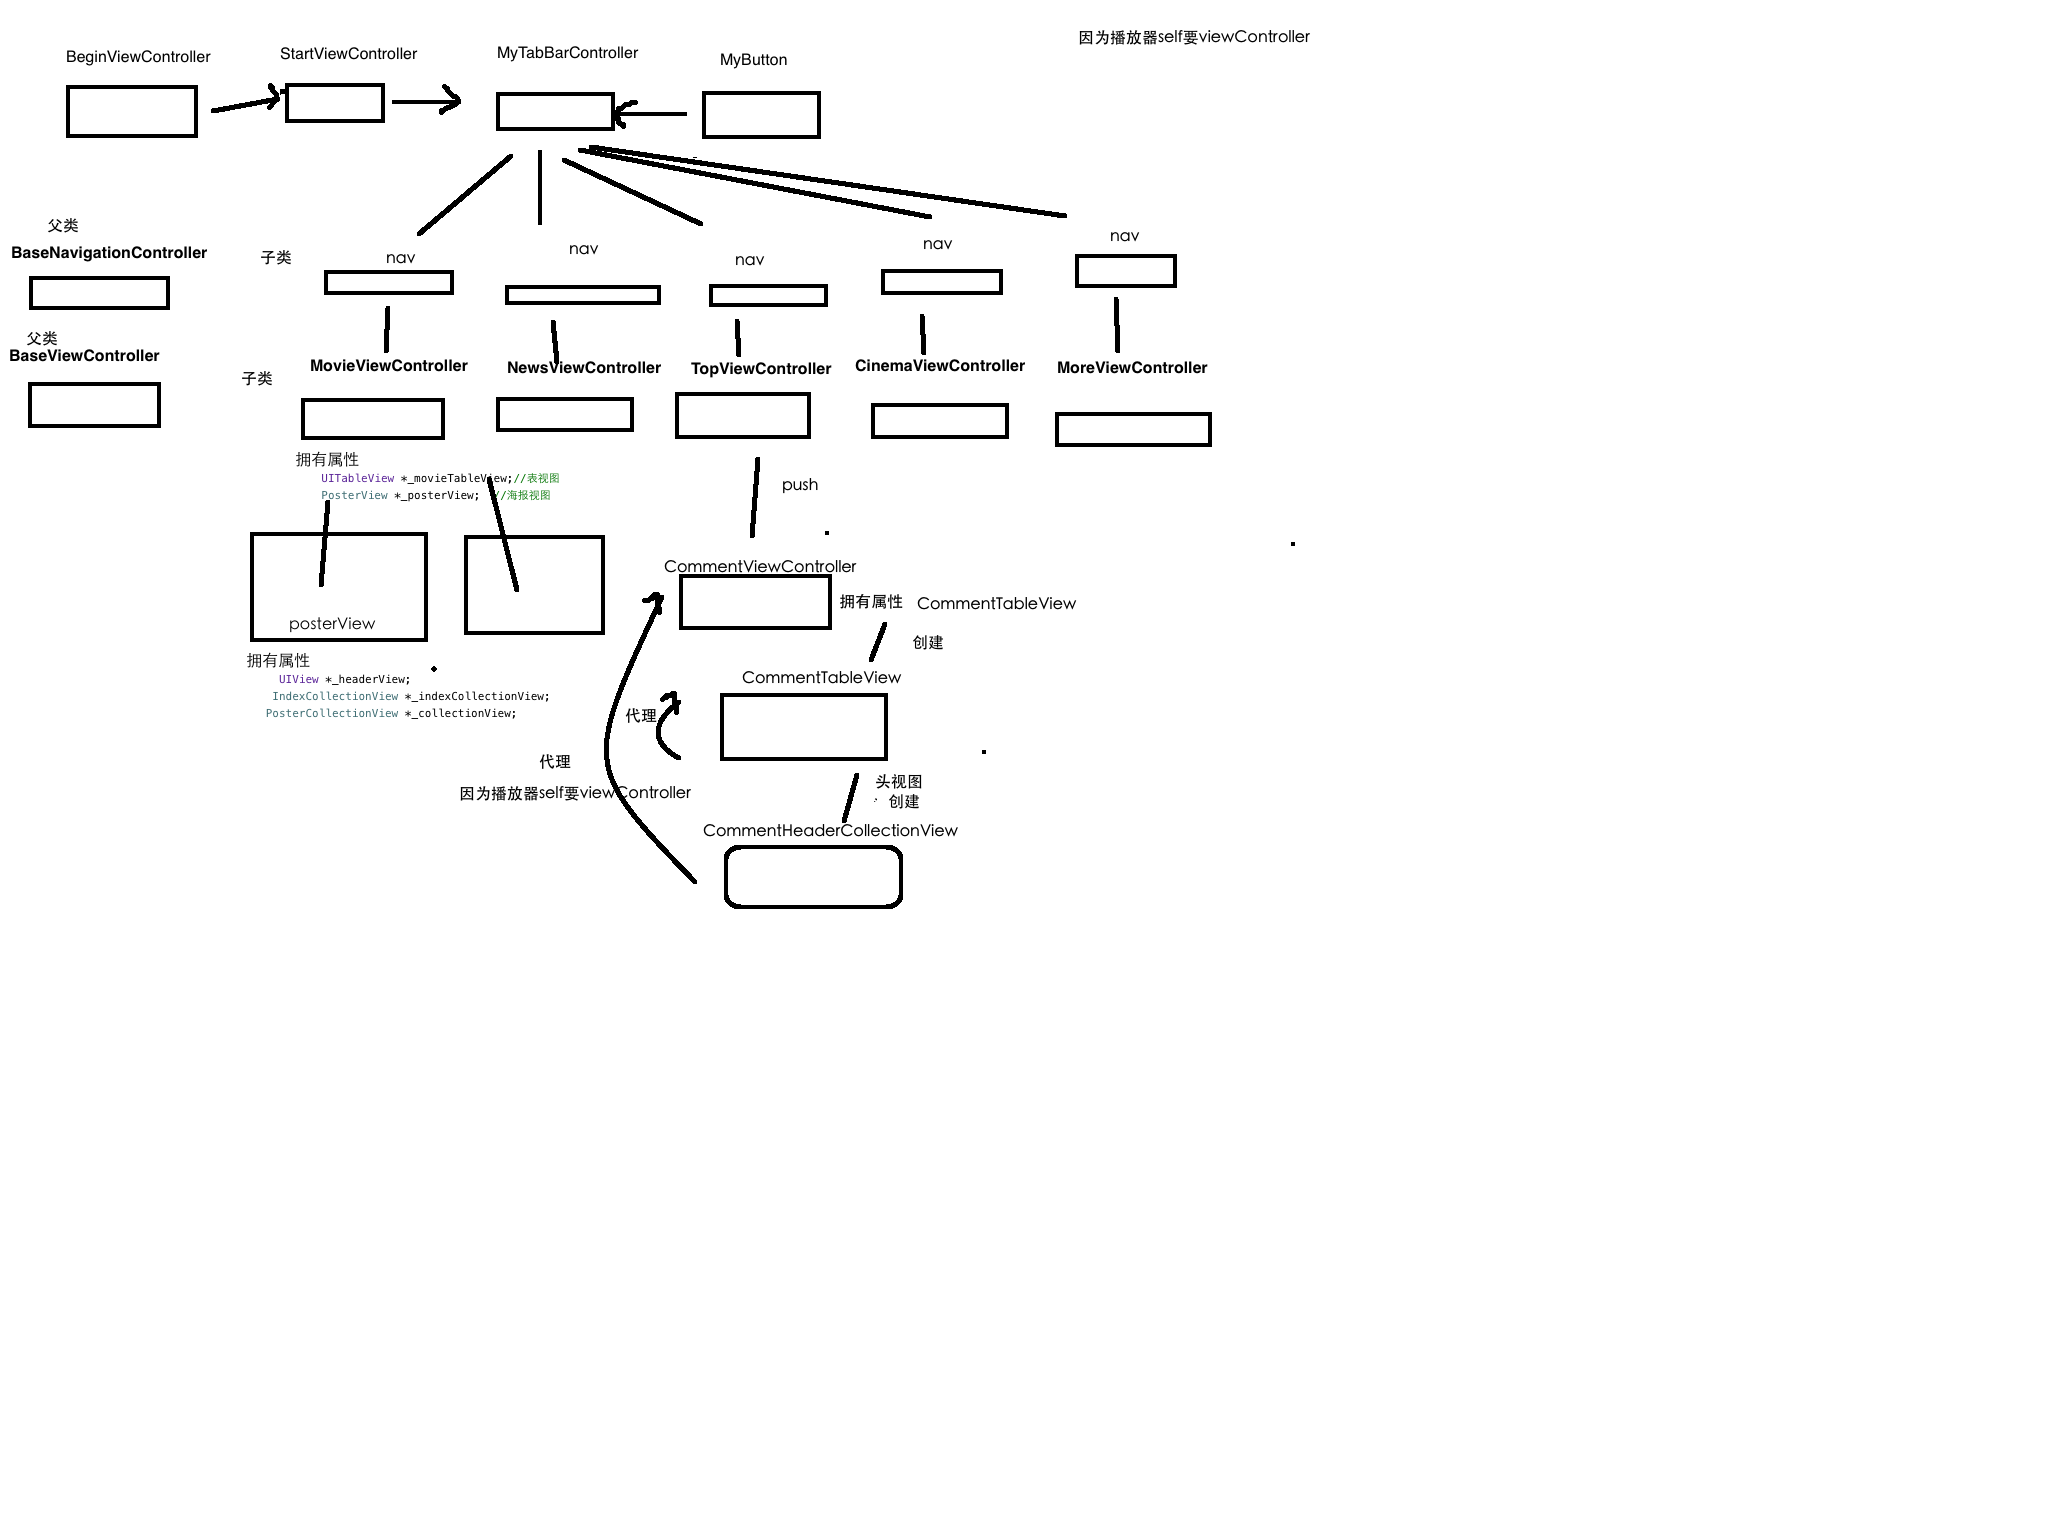 因为播放器self要viewController
BeginViewController
StartViewController
MyTabBarController
MyButton
父类
BaseNavigationController
子类
nav
nav
nav
nav
nav
父类
BaseViewController
子类
MovieViewController
NewsViewController
TopViewController
CinemaViewController
MoreViewController
拥有属性
UITableView *_movieTableView;//表视图
PosterView *_posterView; //海报视图
push
posterView
拥有属性
UIView *_headerView;
IndexCollectionView *_indexCollectionView;
PosterCollectionView *_collectionView;
CommentViewController
拥有属性 CommentTableView
创建
CommentTableView
代理
代理
因为播放器self要viewController
头视图
创建
CommentHeaderCollectionView